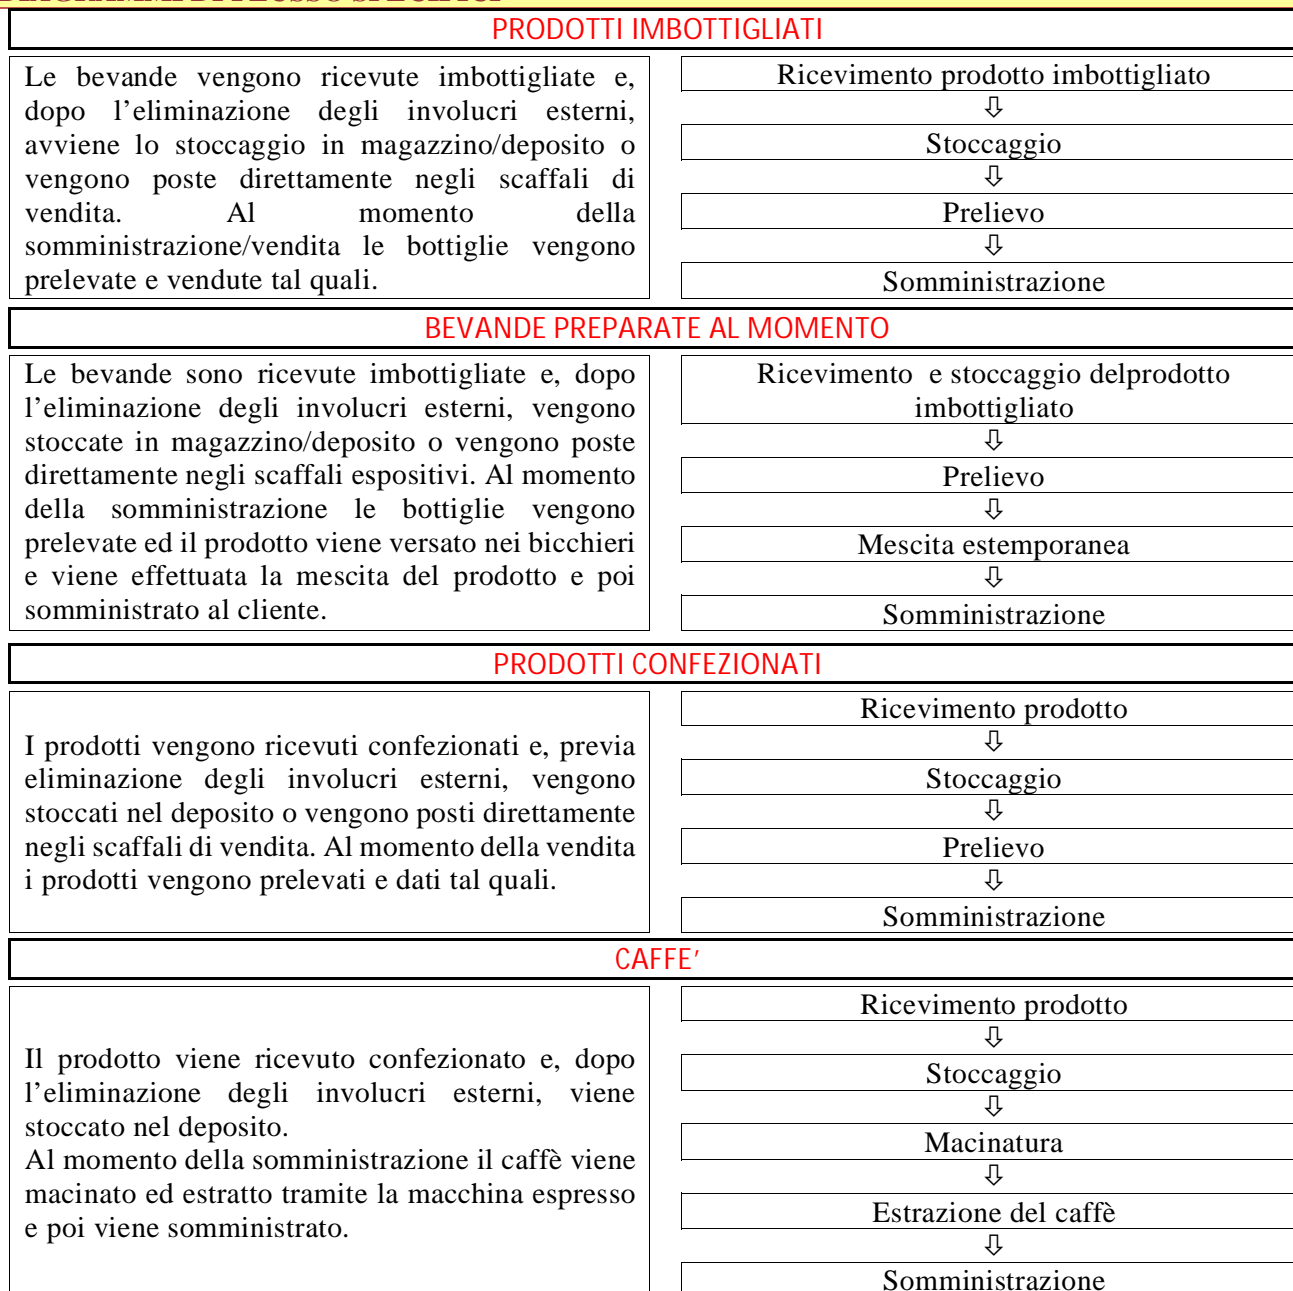 DIAGRAMMI DI FLUSSO SPECIFICI
PRODOTTI IMBOTTIGLIATI
Le bevande vengono ricevute imbottigliate e,
dopo l’eliminazione degli involucri esterni,
avviene lo stoccaggio in magazzino/deposito o
vengono poste direttamente negli scaffali di
vendita. Al momento della
somministrazione/vendita le bottiglie vengono
prelevate e vendute tal quali.
Ricevimento prodotto imbottigliato
⇩
Stoccaggio
⇩
Prelievo
⇩
Somministrazione
BEVANDE PREPARATE AL MOMENTO
Le bevande sono ricevute imbottigliate e, dopo
l’eliminazione degli involucri esterni, vengono
stoccate in magazzino/deposito o vengono poste
direttamente negli scaffali espositivi. Al momento
della somministrazione le bottiglie vengono
prelevate ed il prodotto viene versato nei bicchieri
e viene effettuata la mescita del prodotto e poi
somministrato al cliente.
Ricevimento e stoccaggio delprodotto
imbottigliato
⇩
Prelievo
⇩
Mescita estemporanea
⇩
Somministrazione
PRODOTTI CONFEZIONATI
I prodotti vengono ricevuti confezionati e, previa
eliminazione degli involucri esterni, vengono
stoccati nel deposito o vengono posti direttamente
negli scaffali di vendita. Al momento della vendita
i prodotti vengono prelevati e dati tal quali.
Ricevimento prodotto
⇩
Stoccaggio
⇩
Prelievo
⇩
Somministrazione
CAFFE’
Il prodotto viene ricevuto confezionato e, dopo
l’eliminazione degli involucri esterni, viene
stoccato nel deposito.
Al momento della somministrazione il caffè viene
macinato ed estratto tramite la macchina espresso
e poi viene somministrato.
Ricevimento prodotto
⇩
Stoccaggio
⇩
Macinatura
⇩
Estrazione del caffè
⇩
Somministrazione